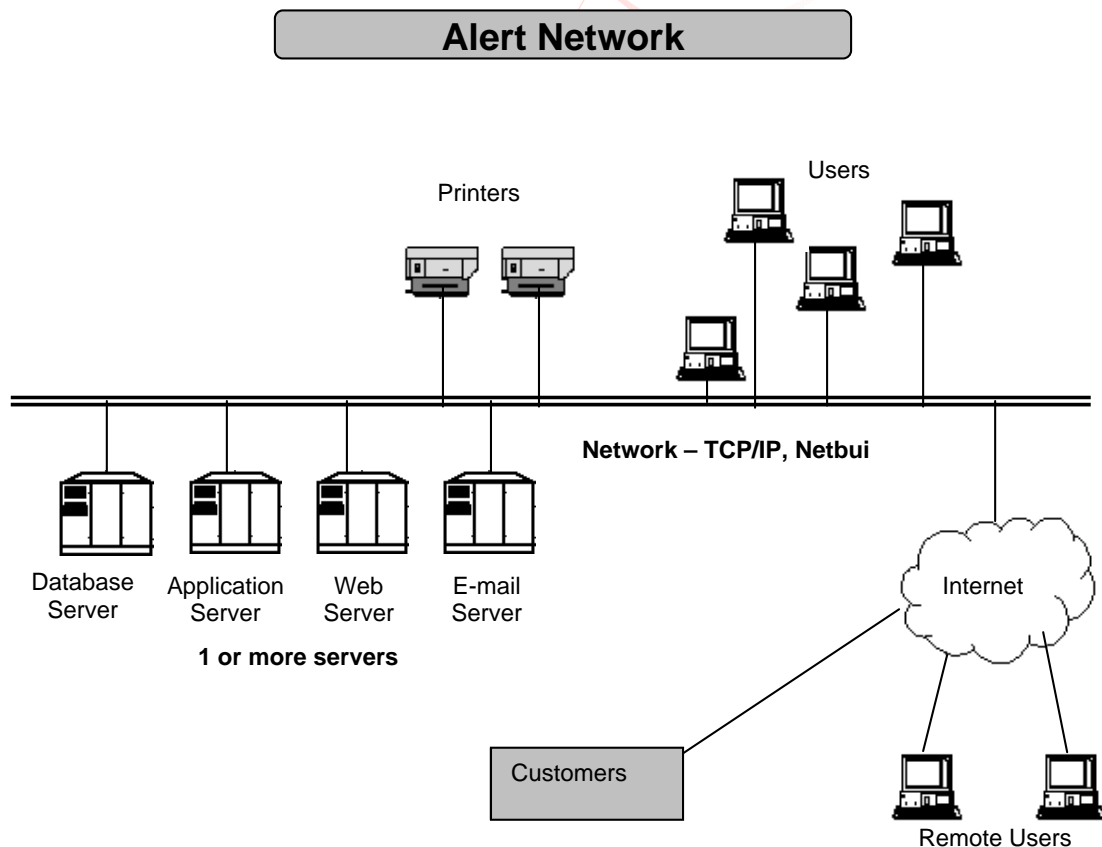 Alert Network
Users
Printers
Network – TCP/IP, Netbui
Database
Server
Application
Server
Web
Server
E-mail
Server
Internet
1 or more servers
Customers
Remote Users